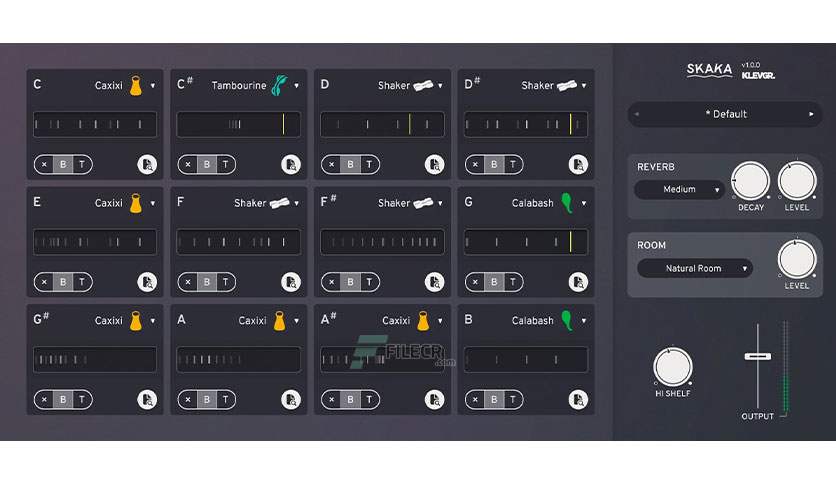 C Caxixi
C# Tambourine
D Shaker
D# Shaker
× B T
× B T
× B T
× B T
E Caxixi
F Shaker
F# Shaker
G Calabash
× B T
× B T
× B T
× B T
G# Caxixi
A Caxixi
A# Caxixi
B Calabash
FILECR
.com
× B T
× B T
× B T
× B T
SKAKA v1.0.0
KLEVGR.
* Default
REVERB
Medium
DECAY LEVEL
ROOM
Natural Room
LEVEL
HI SHELF
OUTPUT